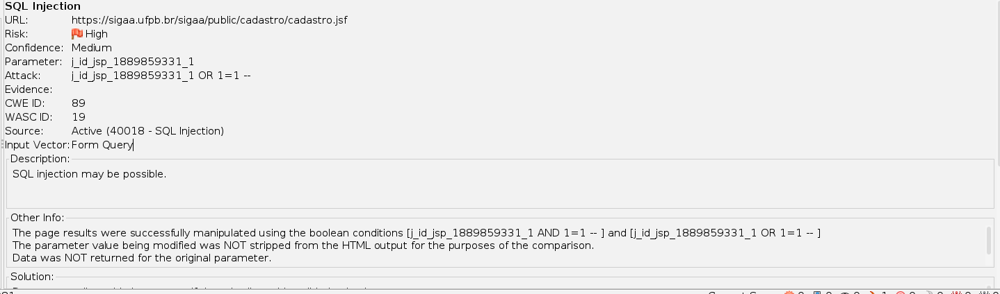 SQL Injection
URL: https://sigaa.ufpb.br/sigaa/public/cadastro/cadastro.jsf
Risk: High
Confidence: Medium
Parameter: j_id_jsp_1889859331_1
Attack: j_id_jsp_1889859331_1 OR 1=1 --
Evidence:
CWE ID: 89
WASC ID: 19
Source: Active (40018 - SQL Injection)
Input Vector: Form Query
Description:
SQL injection may be possible.
Other Info:
The page results were successfully manipulated using the boolean conditions [j_id_jsp_1889859331_1 AND 1=1 -- ] and [j_id_jsp_1889859331_1 OR 1=1 -- ]
The parameter value being modified was NOT stripped from the HTML output for the purposes of the comparison.
Data was NOT returned for the original parameter.
Solution: